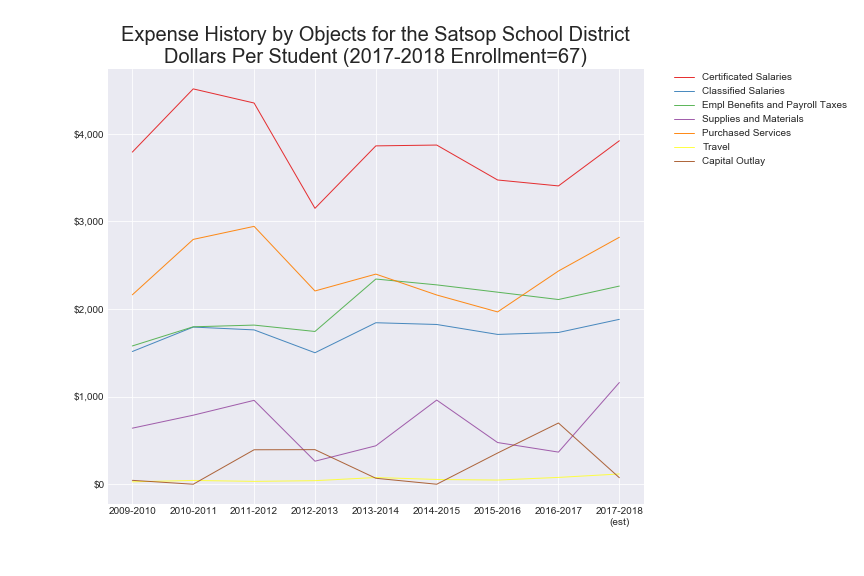 Expense History by Objects for the Satsop School District
Dollars Per Student (2017-2018 Enrollment=67)
Certificated Salaries
Classified Salaries
Empl Benefits and Payroll Taxes
Supplies and Materials
Purchased Services
Travel
Capital Outlay
$4,000
$3,000
$2,000
$1,000
$0
2009-2010 2010-2011 2011-2012 2012-2013 2013-2014 2014-2015 2015-2016 2016-2017 2017-2018
(est)